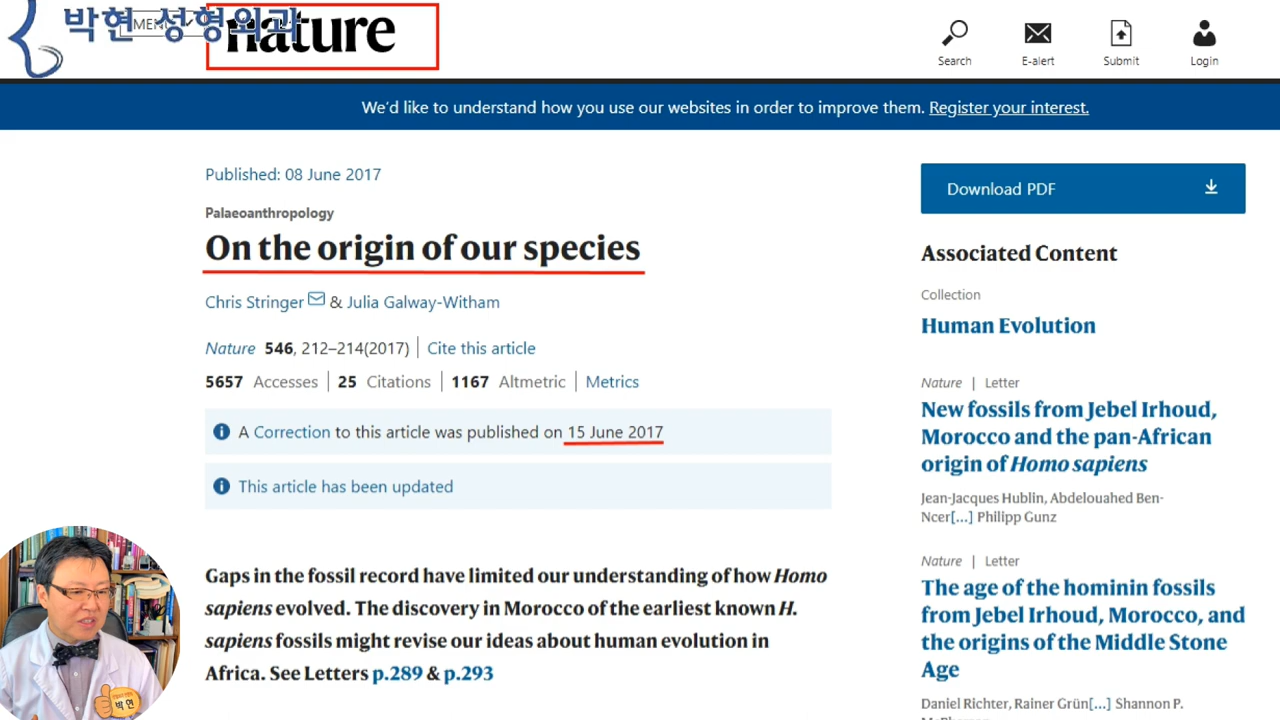 박현 성형외과
MENU
nature
Search
E-alert
Submit
Login
We'd like to understand how you use our websites in order to improve them. Register your interest.
Published: 08 June 2017
Palaeoanthropology
On the origin of our species
Chris Stringer & Julia Galway-Witham
Nature 546, 212–214(2017) | Cite this article
5657 Accesses | 25 Citations | 1167 Altmetric | Metrics
A Correction to this article was published on 15 June 2017
This article has been updated
Gaps in the fossil record have limited our understanding of how Homo
sapiens evolved. The discovery in Morocco of the earliest known H.
sapiens fossils might revise our ideas about human evolution in
Africa. See Letters p.289 & p.293
Download PDF
Associated Content
Collection
Human Evolution
Nature | Letter
New fossils from Jebel Irhoud,
Morocco and the pan-African
origin of Homo sapiens
Jean-Jacques Hublin, Abdelouahed Ben-
Ncer[...] Philipp Gunz
Nature | Letter
The age of the hominin fossils
from Jebel Irhoud, Morocco, and
the origins of the Middle Stone
Age
Daniel Richter, Rainer Grün[...] Shannon P.
박현